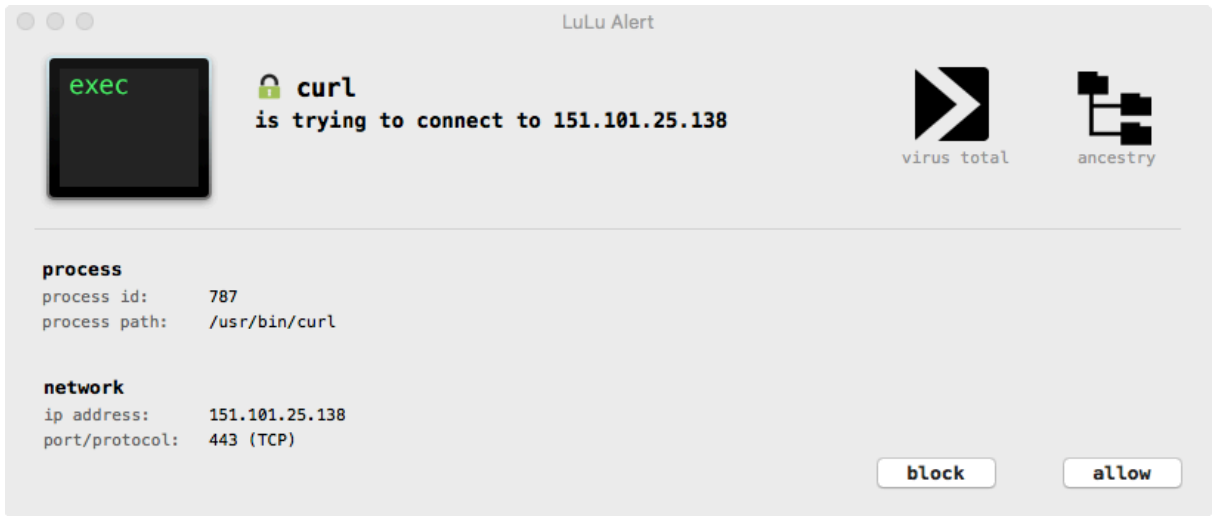 LuLu Alert
exec
curl
is trying to connect to 151.101.25.138
virus total
ancestry
process
process id: 787
process path: /usr/bin/curl
network
ip address: 151.101.25.138
port/protocol: 443 (TCP)
block
allow